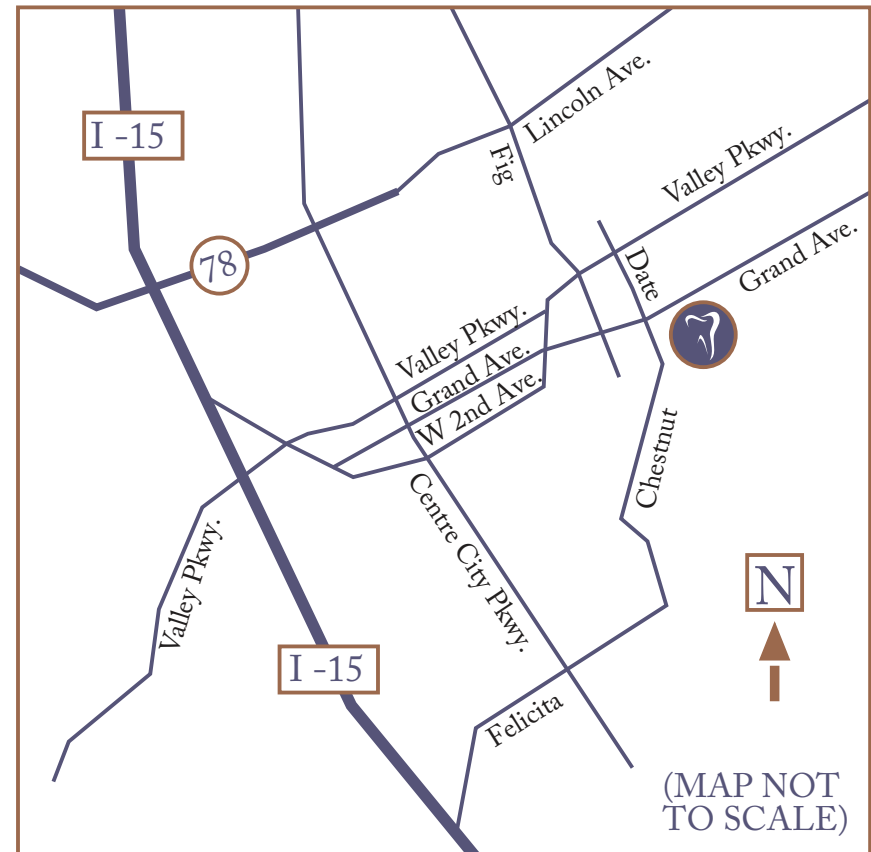 I -15
Lincoln Ave.
Fig
Valley Pkwy.
78
Date
Grand Ave.
Valley Pkwy.
Grand Ave.
W 2nd Ave.
Chestnut
Centre City Pkwy.
Valley Pkwy.
N
I -15
Felicita
(MAP NOT
TO SCALE)